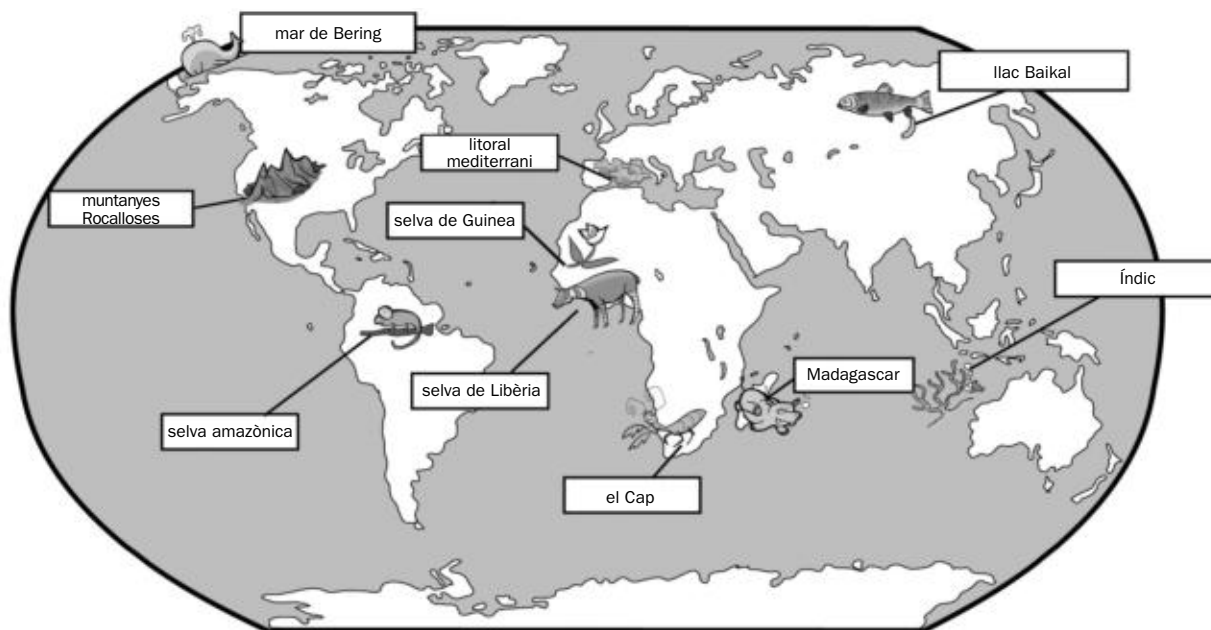 mar de Bering
llac Baikal
litoral
mediterrani
muntanyes
Rocalloses
selva de Guinea
Índic
Madagascar
selva de Libèria
selva amazònica
el Cap